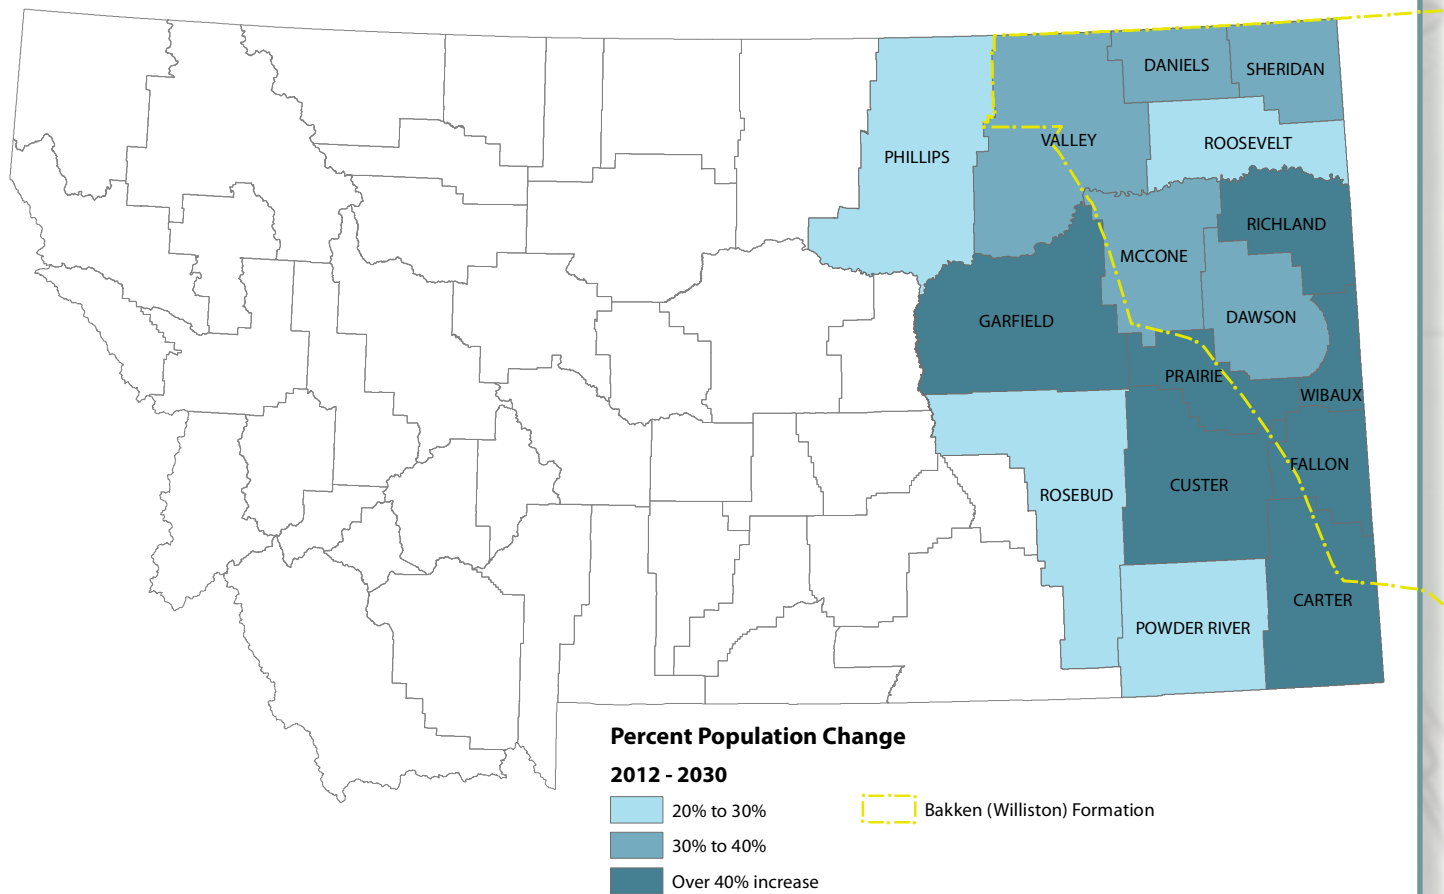 DANIELS
SHERIDAN
VALLEY
ROOSEVELT
PHILLIPS
RICHLAND
MCCONE
GARFIELD
DAWSON
PRAIRIE
WIBAUX
FALLON
CUSTER
ROSEBUD
CARTER
POWDER RIVER
Percent Population Change
2012 - 2030
20% to 30%
Bakken (Williston) Formation
30% to 40%
Over 40% increase